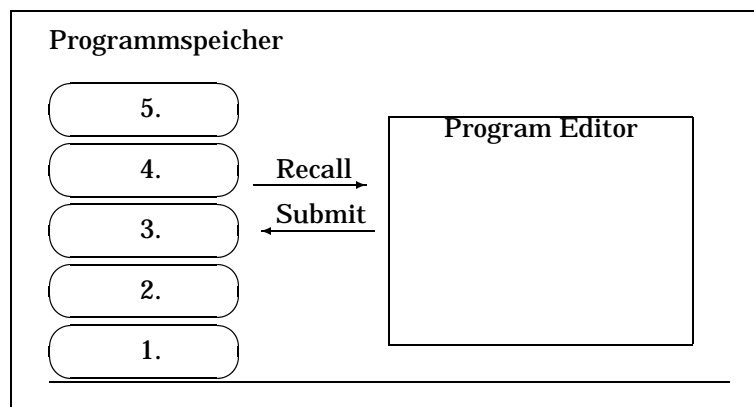 Programmspeicher
5.
Program Editor
4.
Recall
Submit
3.
2.
1.